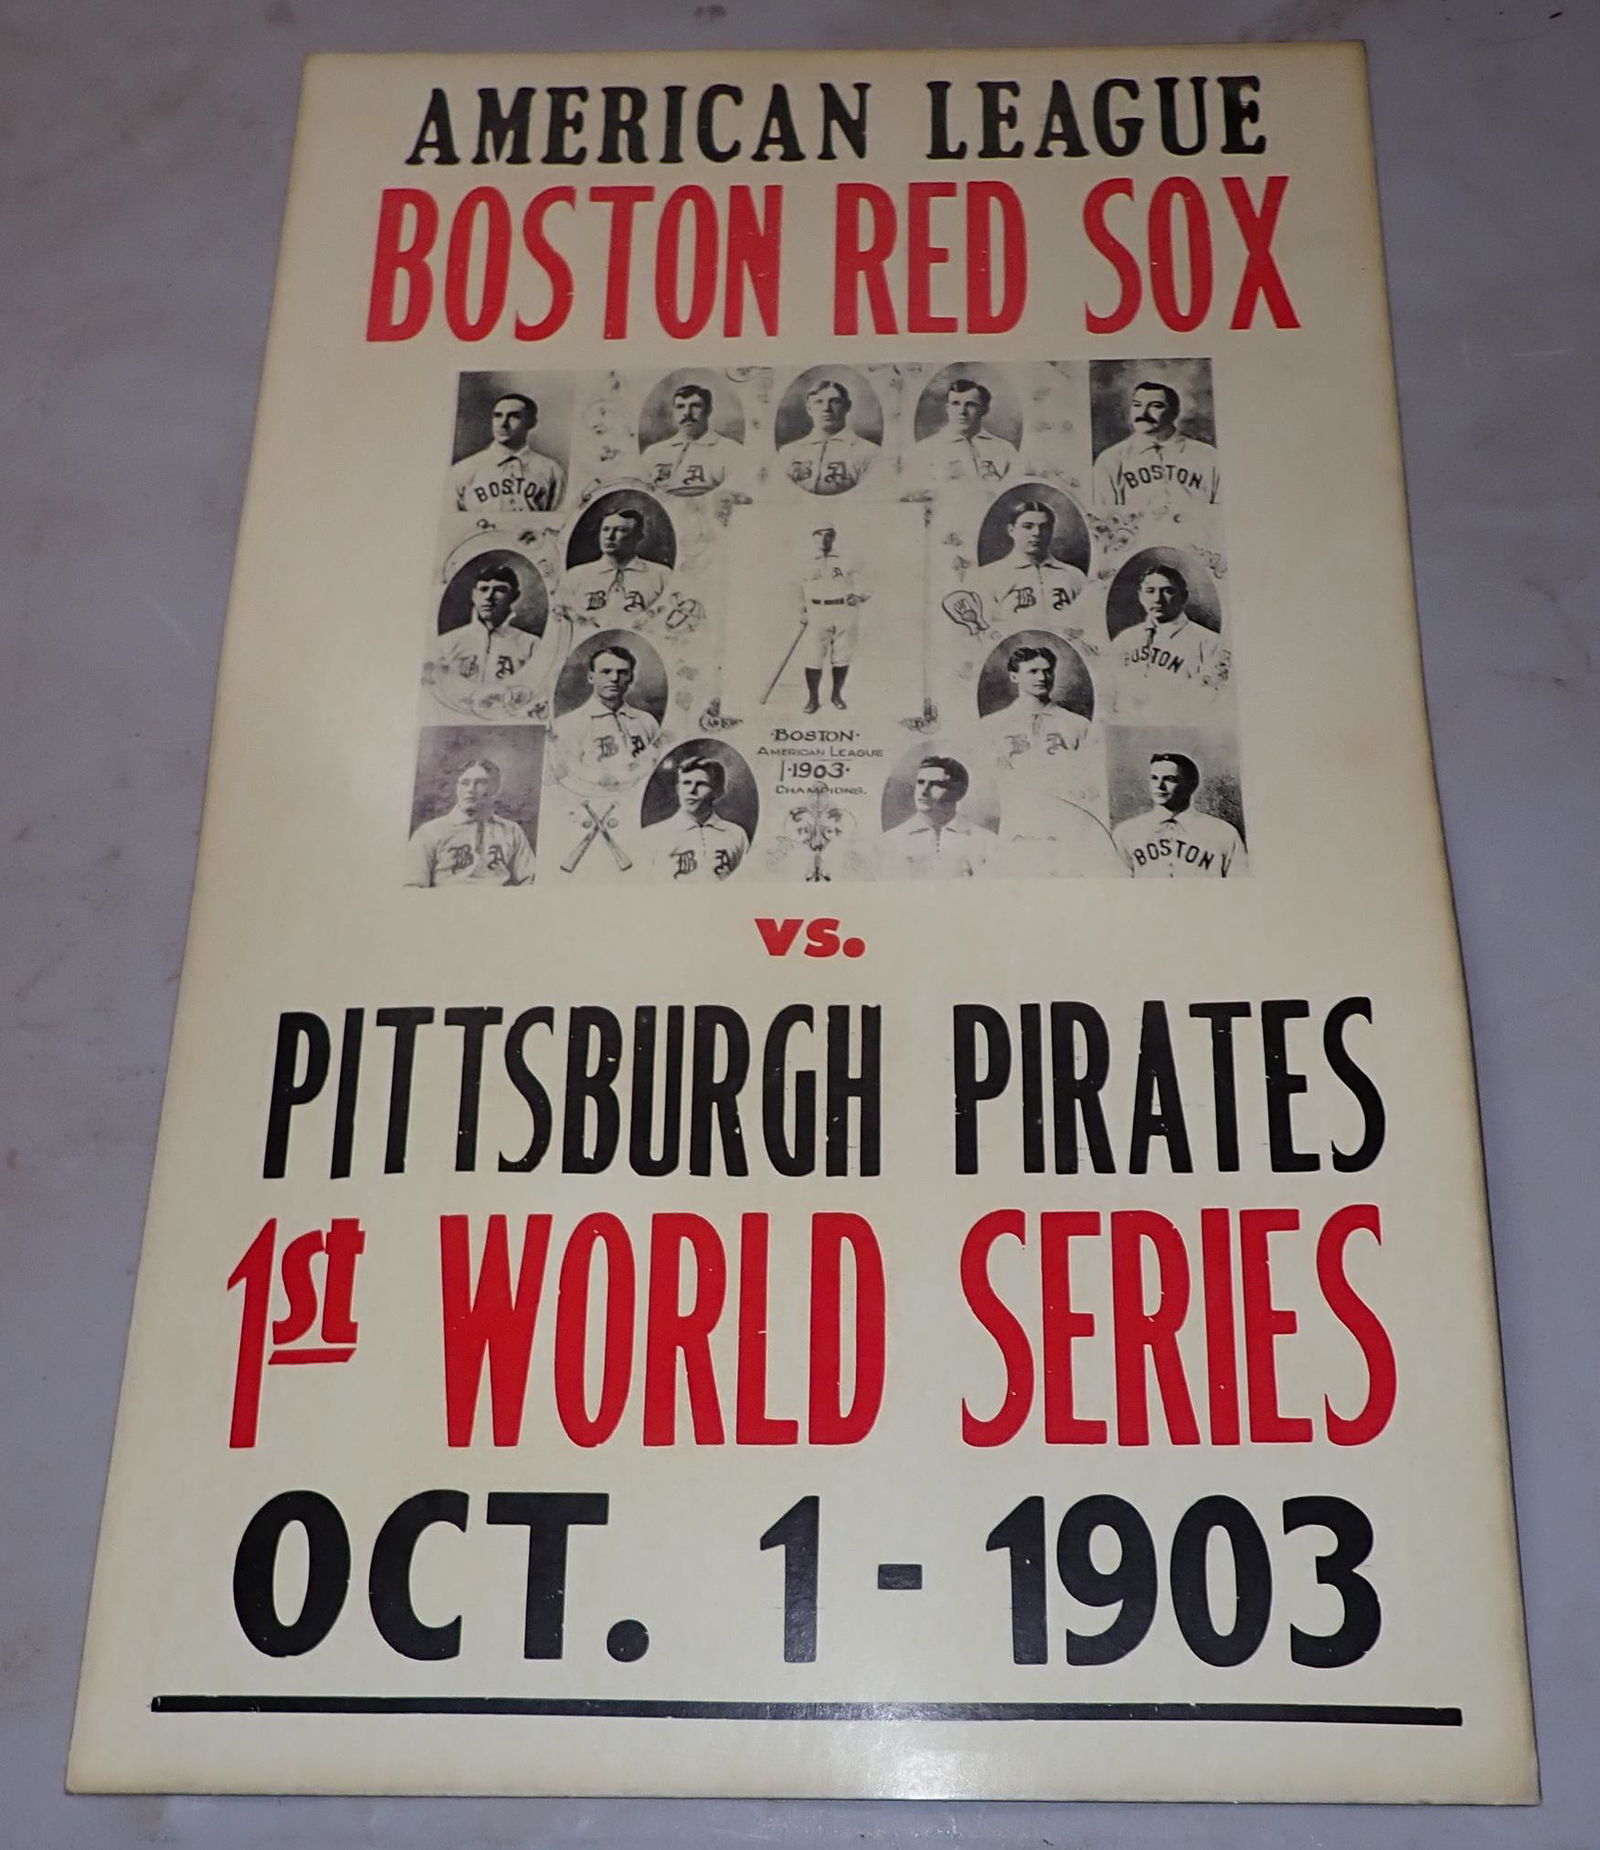 AMERICAN LEAGUE
BOSTON RED SOX
B A
B A
A
BOSTON
BOSTON
B A
A
B A
B A
OSTON
B A
B A
·BOSTON·
AMERICAN LEAGUE
·1903·
CHAMPIONS.
B A
B A
BOSTON
vs.
PITTSBURGH PIRATES
1st WORLD SERIES
OCT. 1 - 1903